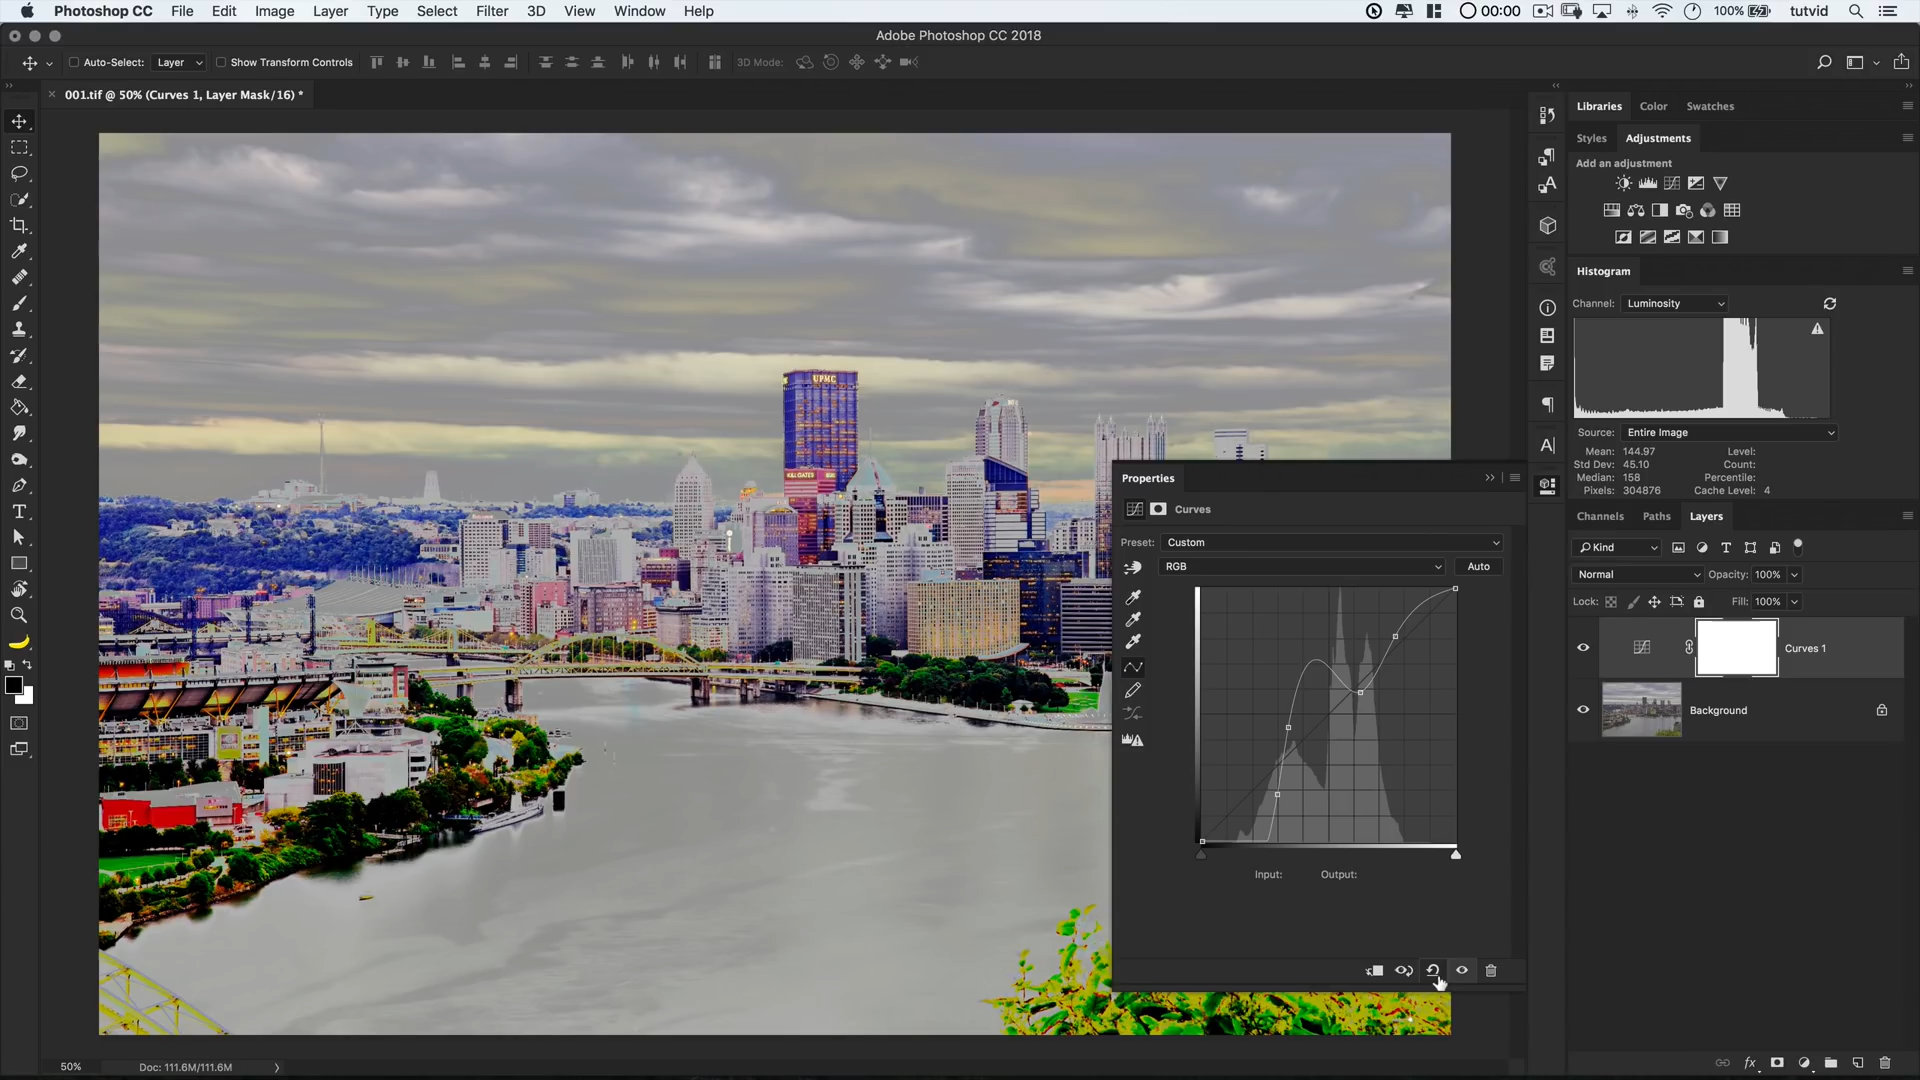 Photoshop CC File Edit Image Layer Type Select Filter 3D View Window Help 00:00 100% tutvid
Adobe Photoshop CC 2018
Auto-Select: Layer Show Transform Controls 3D Mode:
001.tif @ 50% (Curves 1, Layer Mask/16) *
Libraries Color Swatches
Styles Adjustments
Add an adjustment
Histogram
Channel: Luminosity
Source: Entire Image
Mean: 144.97 Level:
Std Dev: 45.10 Count:
Median: 158 Percentile:
Pixels: 304876 Cache Level: 4
Channels Paths Layers
Kind
Normal Opacity: 100%
Lock: Fill: 100%
Curves 1
Background
UPMC
Properties
Curves
Preset: Custom
RGB Auto
Input: Output:
50% Doc: 111.6M/111.6M